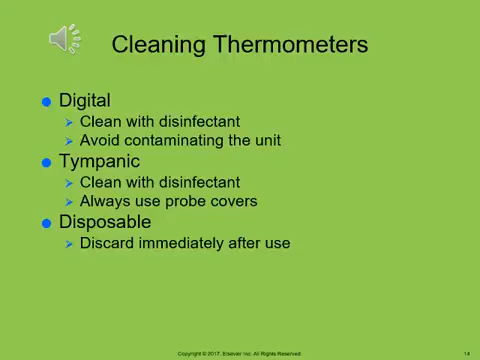 Cleaning Thermometers
Digital
Clean with disinfectant
Avoid contaminating the unit
Tympanic
Clean with disinfectant
Always use probe covers
Disposable
Discard immediately after use
Copyright © 2017, Elsevier Inc. All Rights Reserved.
14